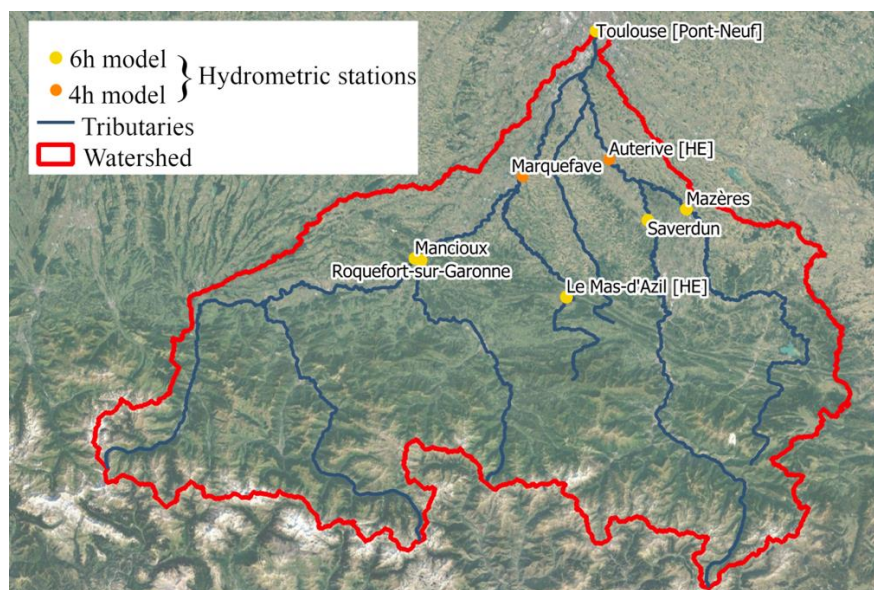 6h model
4h model
Hydrometric stations
Tributaries
Watershed
Toulouse [Pont-Neuf]
Auterive [HE]
Marquefave
Mazères
Saverdun
Mancioux
Roquefort-sur-Garonne
Le Mas-d'Azil [HE]